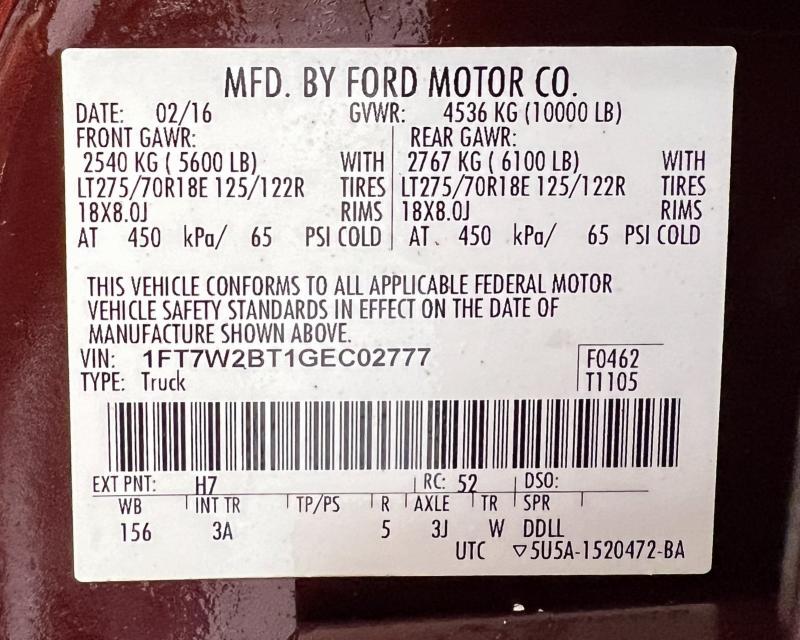 MFD. BY FORD MOTOR CO.
DATE: 02/16 GVWR: 4536 KG (10000 LB)
FRONT GAWR: REAR GAWR:
2540 KG ( 5600 LB) WITH 2767 KG ( 6100 LB) WITH
LT275/70R18E 125/122R TIRES LT275/70R18E 125/122R TIRES
18X8.0J RIMS 18X8.0J RIMS
AT 450 kPa/ 65 PSI COLD AT 450 kPa/ 65 PSI COLD
THIS VEHICLE CONFORMS TO ALL APPLICABLE FEDERAL MOTOR
VEHICLE SAFETY STANDARDS IN EFFECT ON THE DATE OF
MANUFACTURE SHOWN ABOVE.
VIN: 1FT7W2BT1GEC02777 F0462
TYPE: Truck T1105
EXT PNT: H7 RC: 52 DSO:
WB INT TR TP/PS R AXLE TR SPR
156 3A 5 3J W DDLL
UTC ▽5U5A-1520472-BA